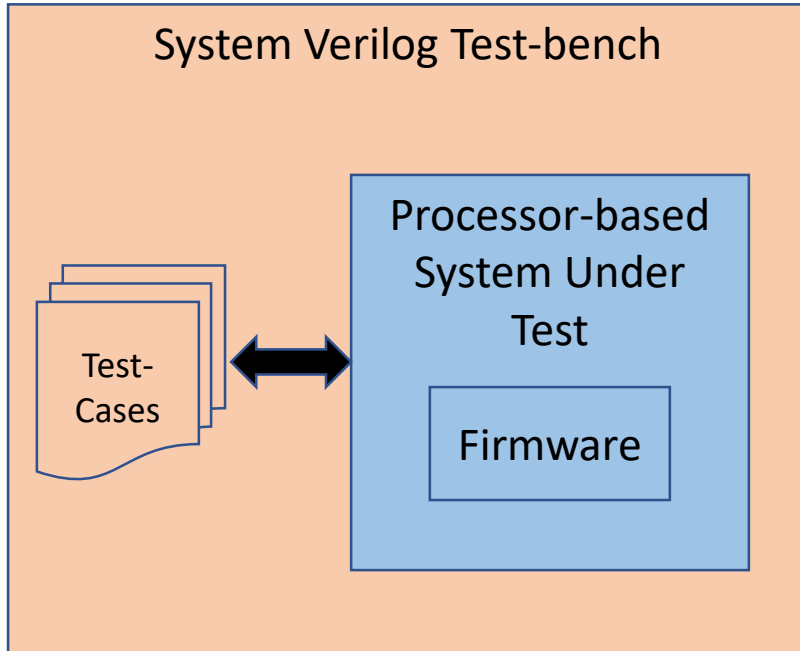 System Verilog Test-bench
Processor-based
System Under
Test
Test-
Cases
Firmware